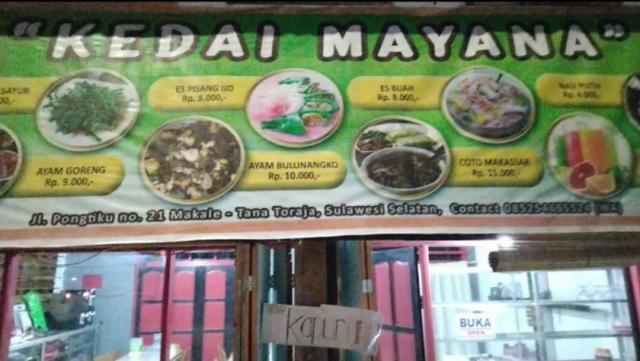 "KEDAI MAYANA"
SAYUR
ES PISANG IJO
Rp. 8.000,-
ES BUAH
Rp. 8.000,-
NASI PUTIH
Rp. 4.000,-
AYAM GORENG
Rp. 9.000,-
AYAM BULUNANGKO
Rp. 10.000,-
COTO MAKASSAR
Rp. 15.000,-
Jl. Pongtiku no. 21 Makale - Tana Toraja, Sulawesi Selatan, Contact 085254655524 (WA)
Kapurung
BUKA
OPEN